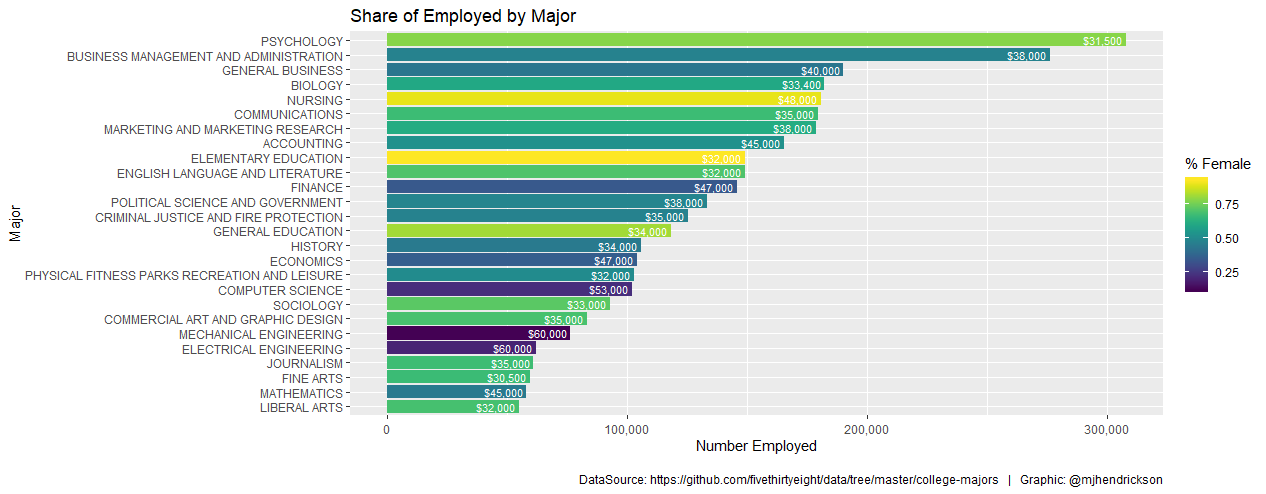 Share of Employed by Major
PSYCHOLOGY $31,500
BUSINESS MANAGEMENT AND ADMINISTRATION $38,000
GENERAL BUSINESS $40,000
BIOLOGY $33,400
NURSING $48,000
COMMUNICATIONS $35,000
MARKETING AND MARKETING RESEARCH $38,000
ACCOUNTING $45,000
ELEMENTARY EDUCATION $32,000
ENGLISH LANGUAGE AND LITERATURE $32,000
FINANCE $47,000
POLITICAL SCIENCE AND GOVERNMENT $38,000
CRIMINAL JUSTICE AND FIRE PROTECTION $35,000
GENERAL EDUCATION $34,000
HISTORY $34,000
ECONOMICS $47,000
PHYSICAL FITNESS PARKS RECREATION AND LEISURE $32,000
COMPUTER SCIENCE $53,000
SOCIOLOGY $33,000
COMMERCIAL ART AND GRAPHIC DESIGN $35,000
MECHANICAL ENGINEERING $60,000
ELECTRICAL ENGINEERING $60,000
JOURNALISM $35,000
FINE ARTS $30,500
MATHEMATICS $45,000
LIBERAL ARTS $32,000
Major
0 100,000 200,000 300,000
Number Employed
% Female
0.75
0.50
0.25
DataSource: https://github.com/fivethirtyeight/data/tree/master/college-majors | Graphic: @mjhendrickson